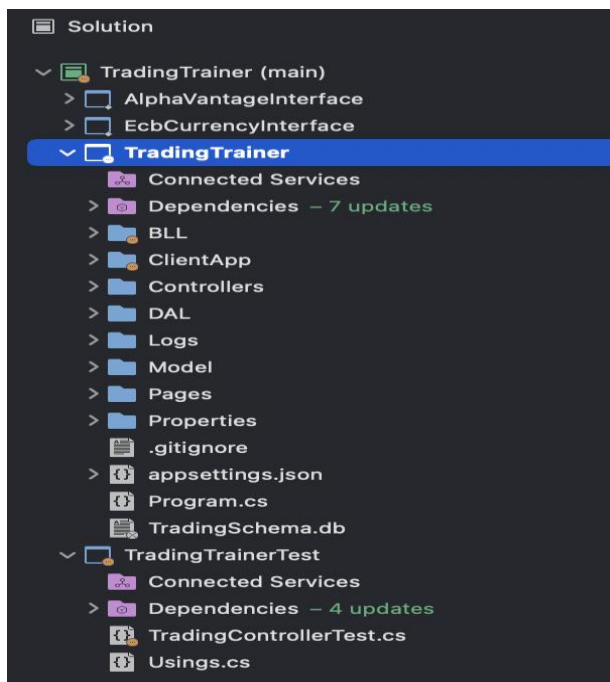 Solution
TradingTrainer (main)
AlphaVantageInterface
EcbCurrencyInterface
TradingTrainer
Connected Services
Dependencies – 7 updates
BLL
ClientApp
Controllers
DAL
Logs
Model
Pages
Properties
.gitignore
appsettings.json
Program.cs
TradingSchema.db
TradingTrainerTest
Connected Services
Dependencies – 4 updates
TradingControllerTest.cs
Usings.cs